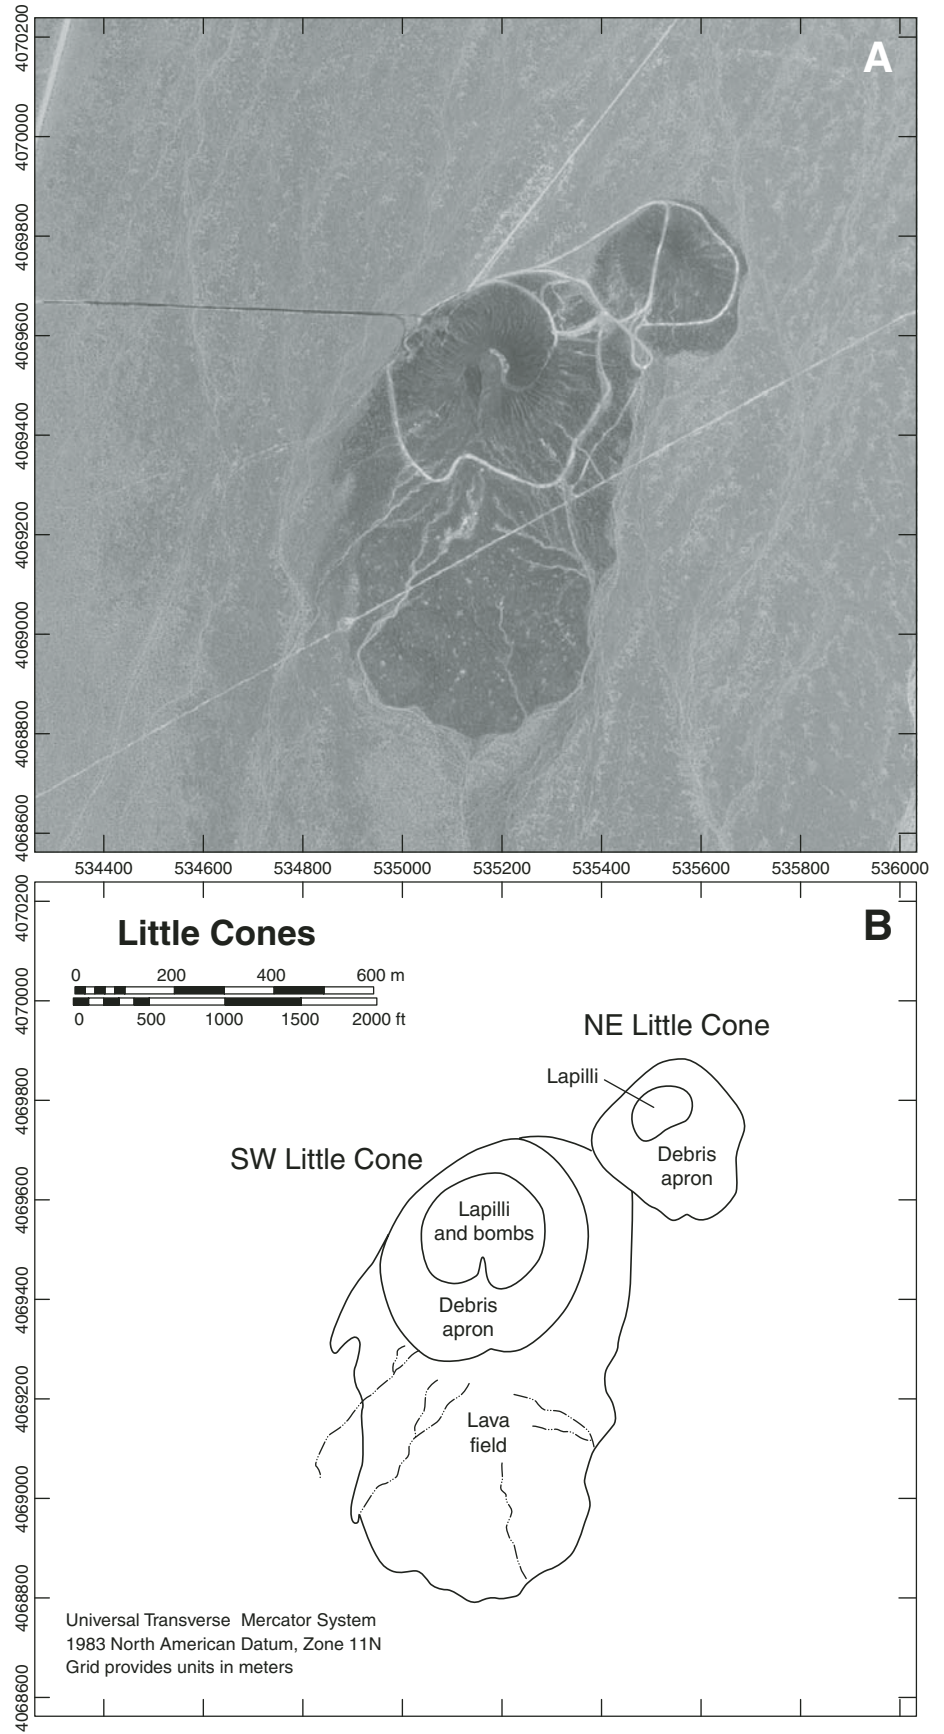 A
4070200
4070000
4069800
4069600
4069400
4069200
4069000
4068800
4068600
534400 534600 534800 535000 535200 535400 535600 535800 536000
B
Little Cones
0 200 400 600 m
0 500 1000 1500 2000 ft
NE Little Cone
Lapilli
Debris
apron
SW Little Cone
Lapilli
and bombs
Debris
apron
Lava
field
4070200
4070000
4069800
4069600
4069400
4069200
4069000
4068800
4068600
Universal Transverse Mercator System
1983 North American Datum, Zone 11N
Grid provides units in meters